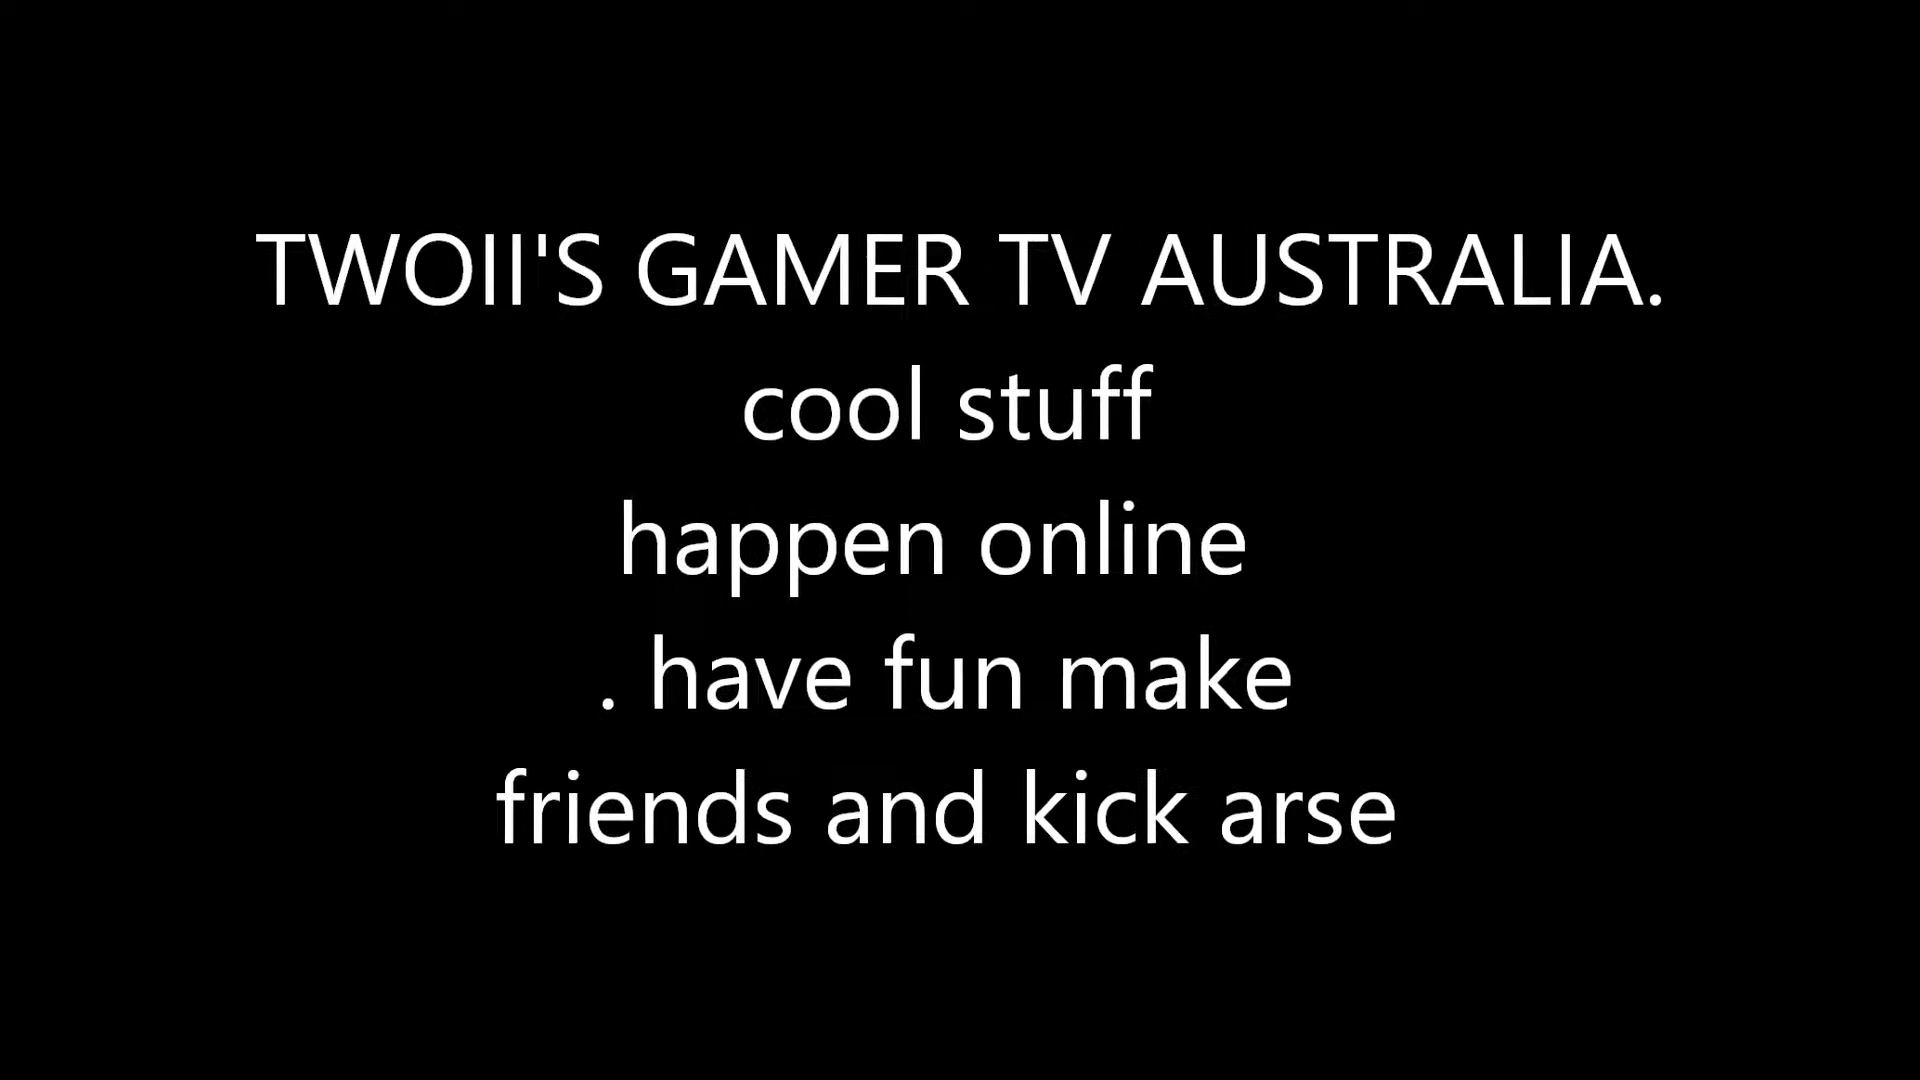 TWOII'S GAMER TV AUSTRALIA.
cool stuff
happen online
. have fun make
friends and kick arse